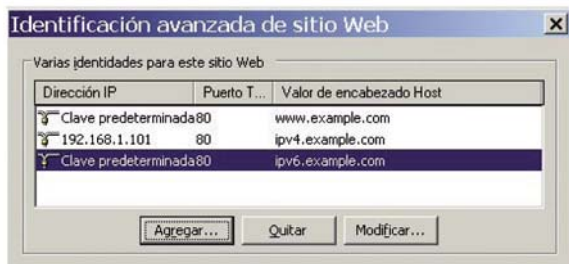 Identificación avanzada de sitio Web
Varias identidades para este sitio Web
Dirección IP Puerto T... Valor de encabezado Host
Clave predeterminada 80 www.example.com
192.168.1.101 80 ipv4.example.com
Clave predeterminada 80 ipv6.example.com
Agregar... Quitar Modificar...